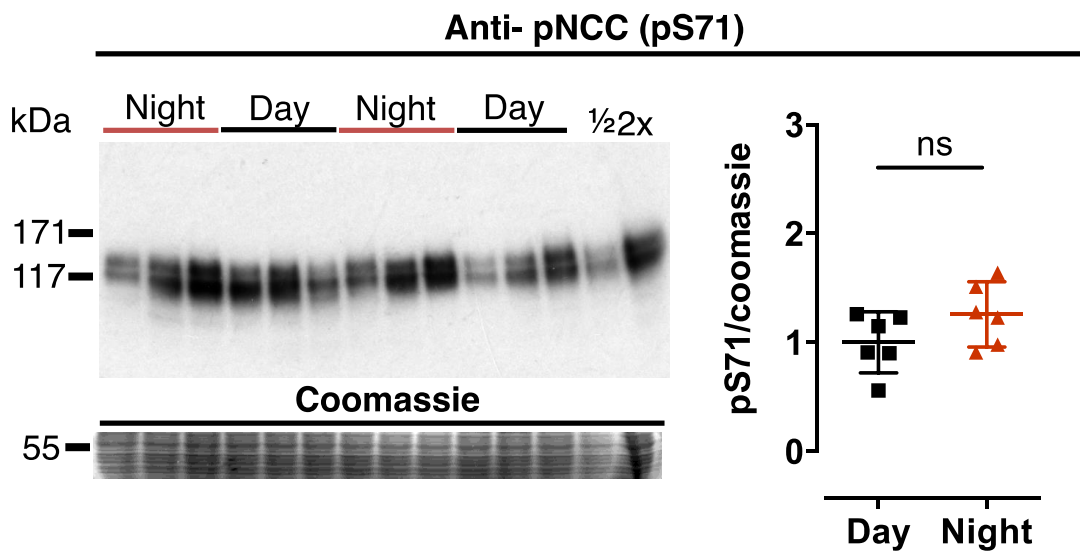 Anti- pNCC (pS71)
kDa
Night Day Night Day ½2x
171
117
Coomassie
55
pS71/coomassie
3
2
1
0
ns
Day Night